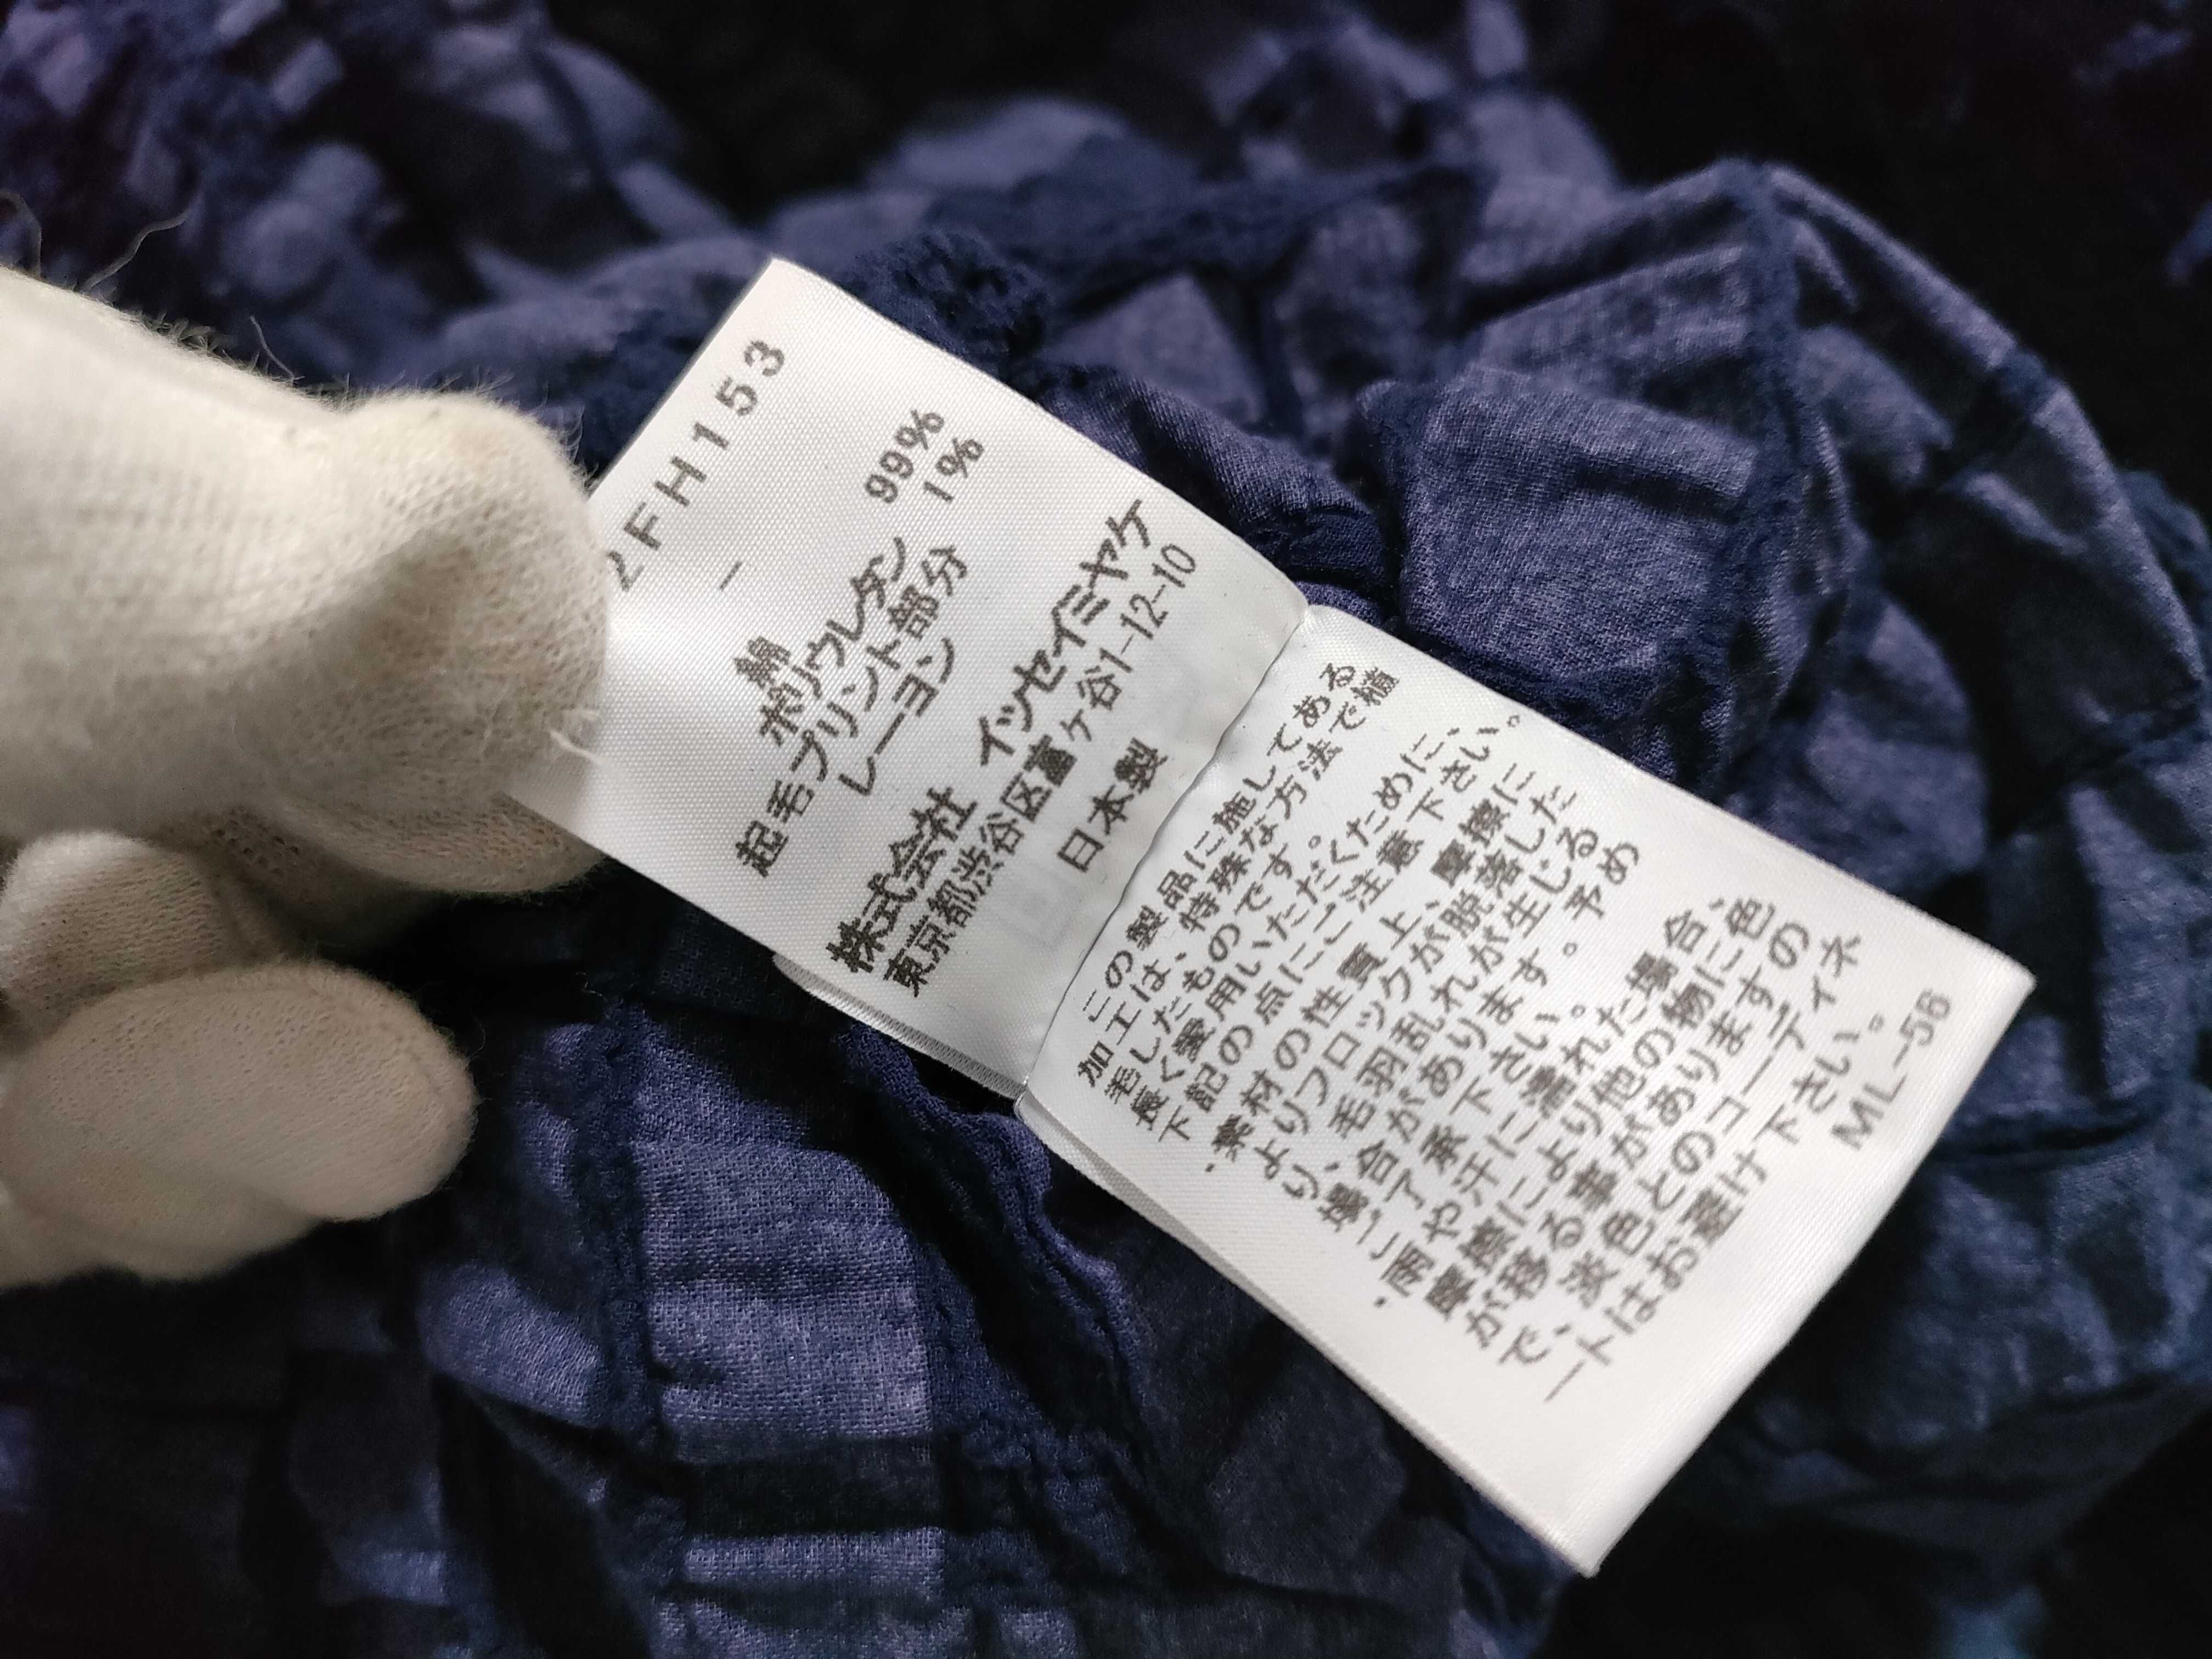 2FH153
-
綿 99%
ポリウレタン 1%
起毛プリント部分
レーヨン
株式会社 イッセイミヤケ
東京都渋谷区富ヶ谷1-12-10
日本製
この製品に施してある
加工は、特殊な方法で植
毛したものです。
長く愛用いただくために、
下記の点にご注意下さい。
・素材の性質上、摩擦に
よりフロックが脱落した
り、毛羽乱れが生じる
場合があります。予め
ご了承下さい。
・雨や汗に濡れた場合、
摩擦により他の物に色
が移る事がありますの
で、淡色とのコーディネ
ートはお避け下さい。
ML-56